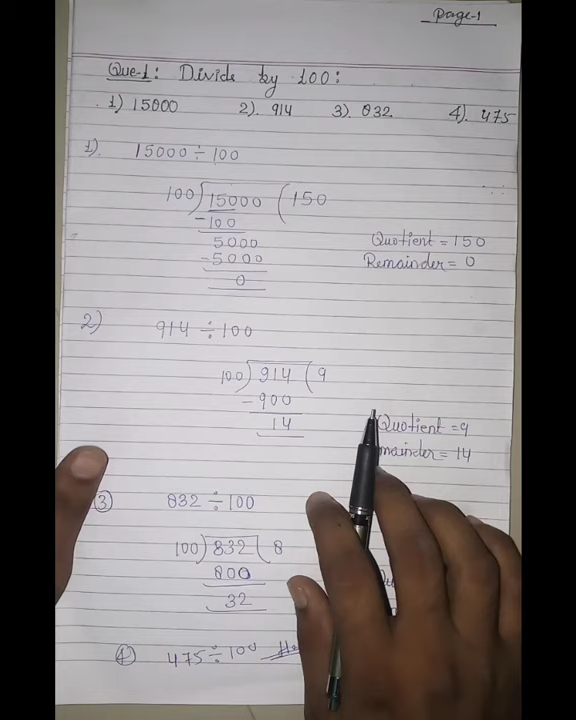 Page-1
Que-1: Divide by 100:
1) 15000 2). 914 3). 832 4). 475
1). 15000 ÷ 100
100)15000(150
-100
5000
-5000
0
Quotient = 150
Remainder = 0
2) 914 ÷ 100
100)914(9
-900
14
Quotient = 9
mainder = 14
3 832 ÷ 100
100)832(8
800
32
4 475 ÷ 100